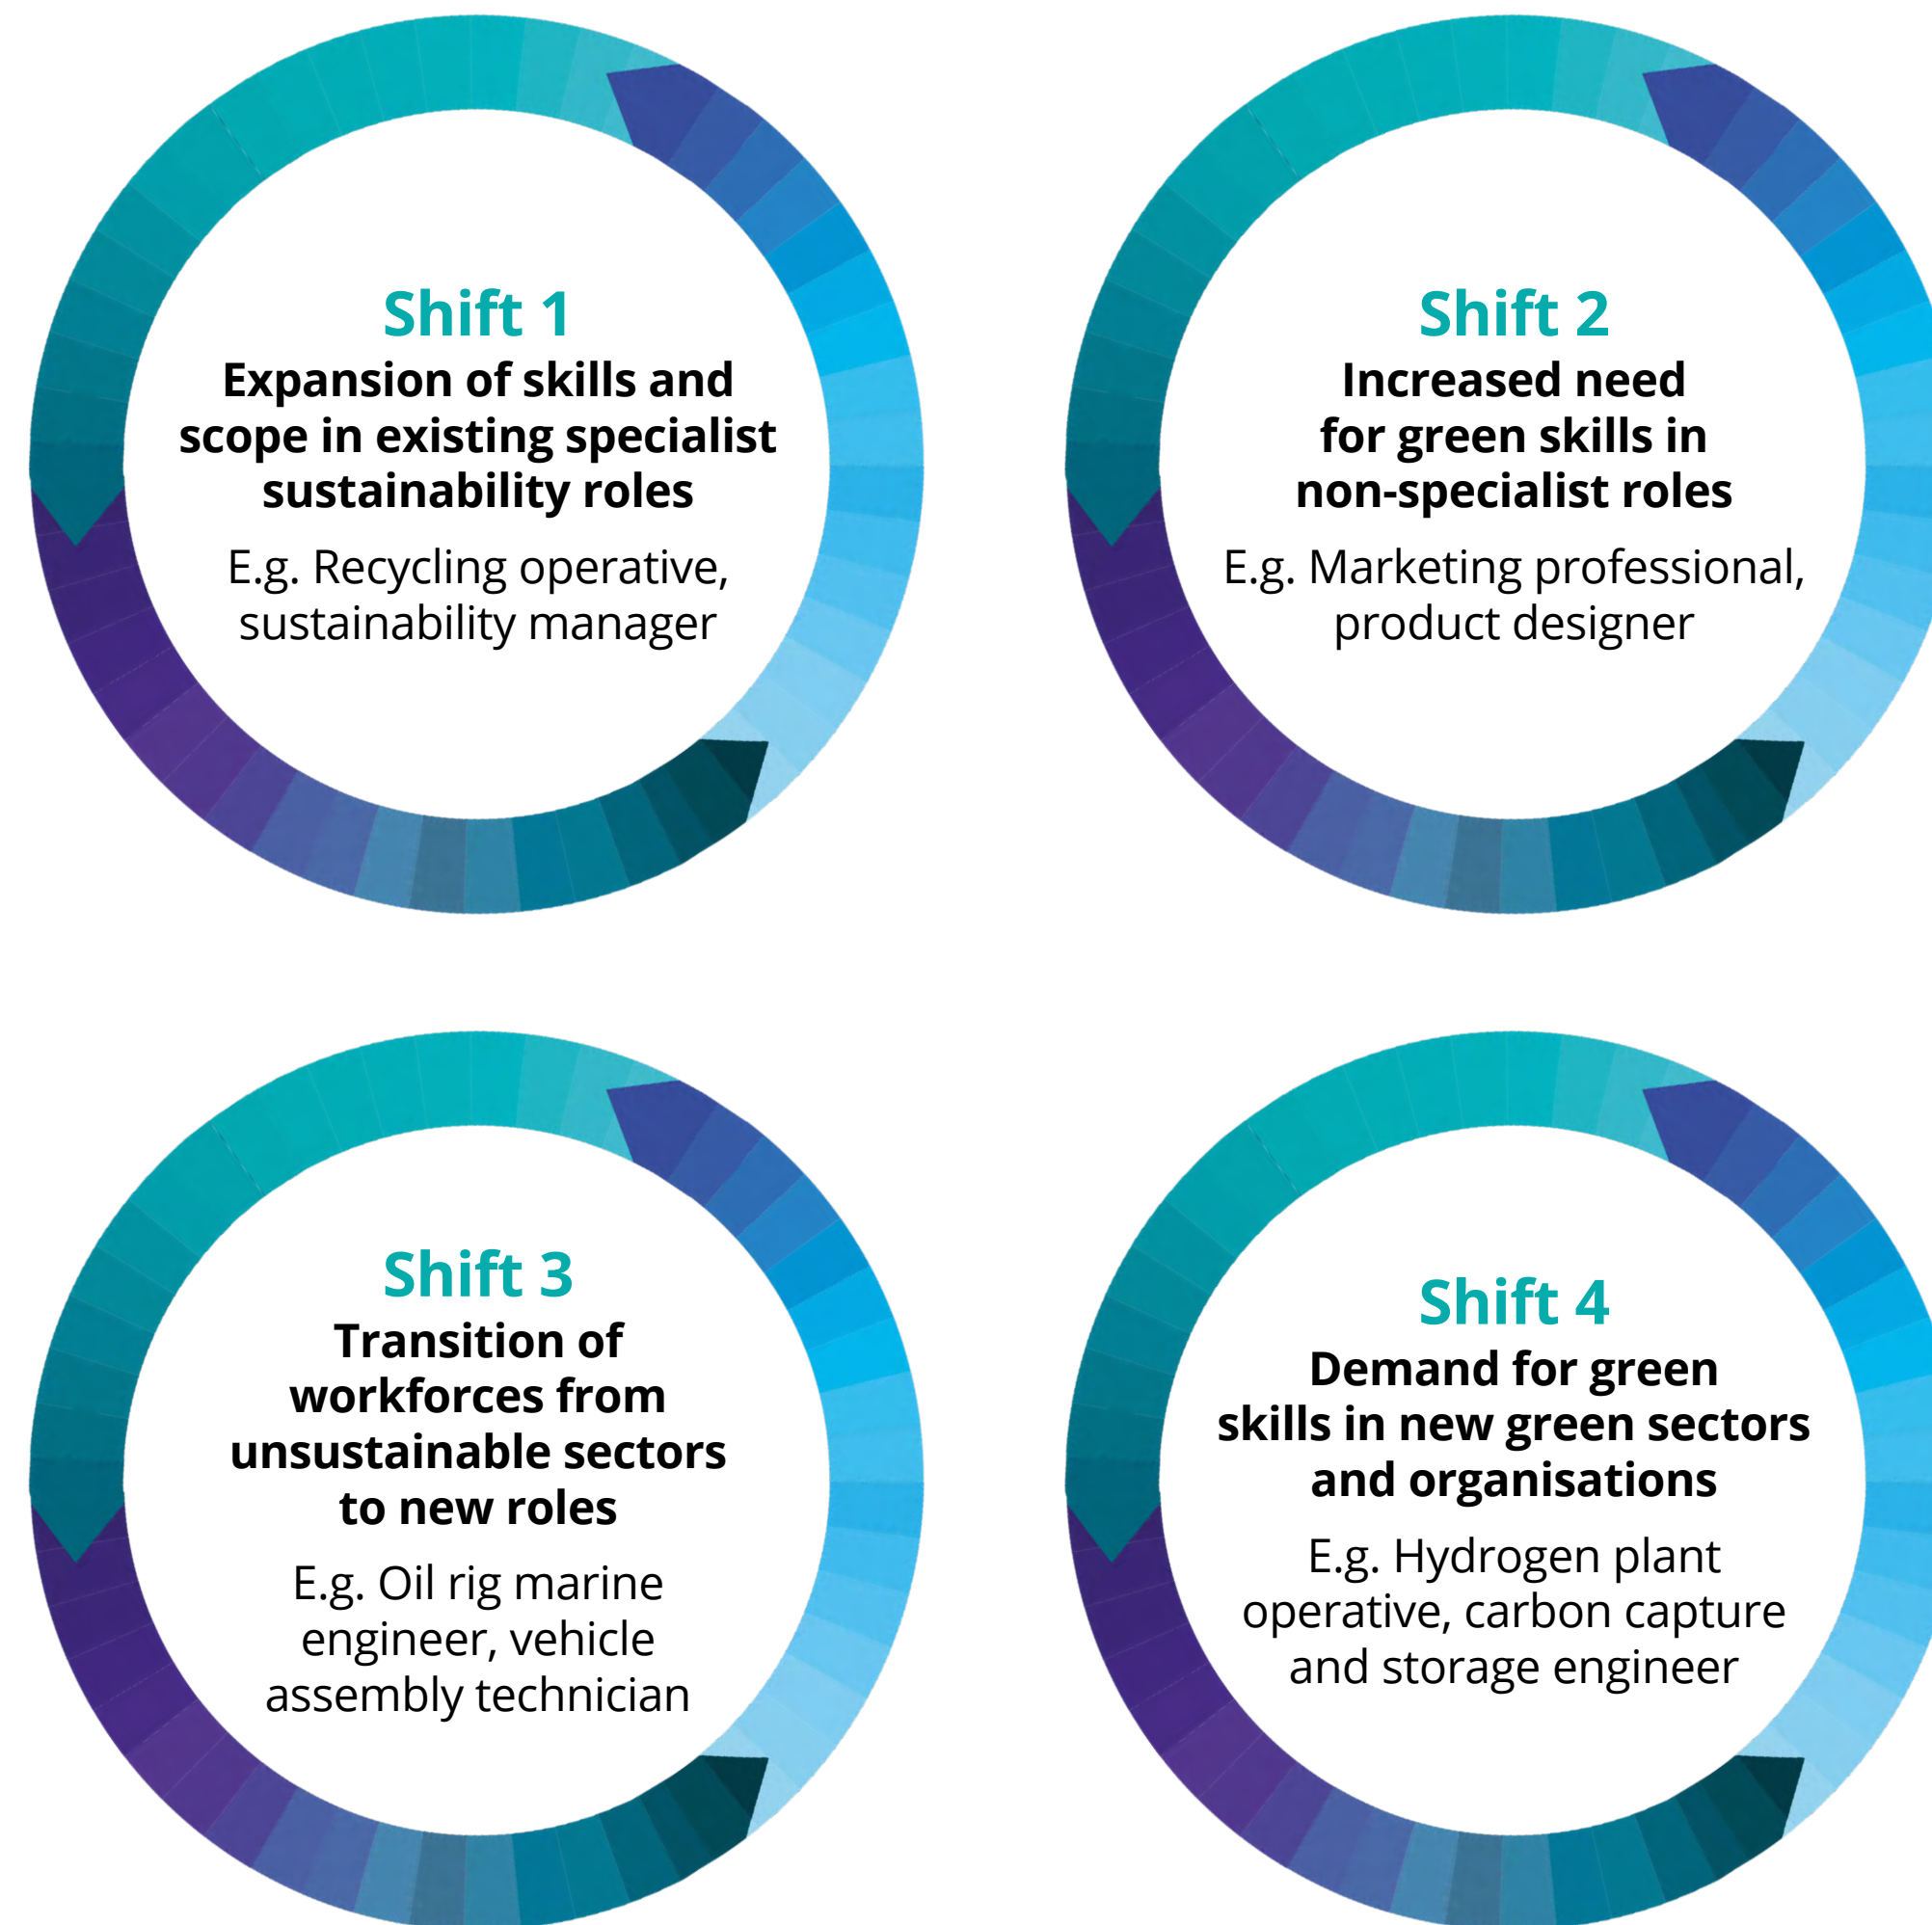 Shift 1
Expansion of skills and
scope in existing specialist
sustainability roles
E.g. Recycling operative,
sustainability manager
Shift 2
Increased need
for green skills in
non-specialist roles
E.g. Marketing professional,
product designer
Shift 3
Transition of
workforces from
unsustainable sectors
to new roles
E.g. Oil rig marine
engineer, vehicle
assembly technician
Shift 4
Demand for green
skills in new green sectors
and organisations
E.g. Hydrogen plant
operative, carbon capture
and storage engineer